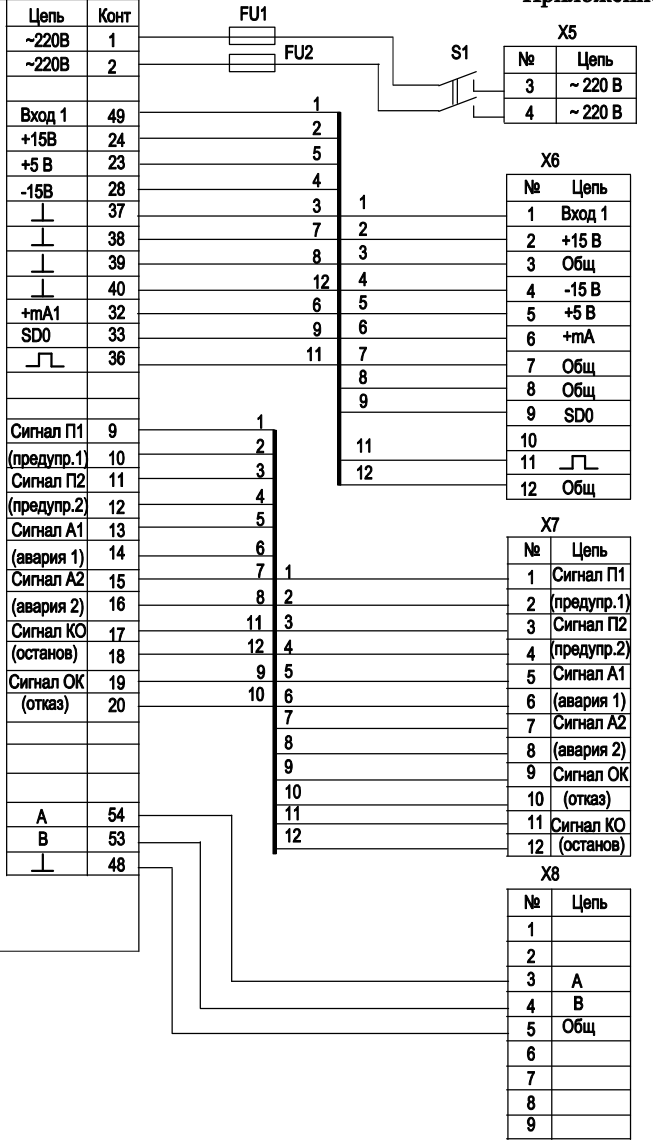 Приложени
Цепь Конт
~220В 1
~220В 2
Вход 1 49
+15В 24
+5 В 23
-15В 28
37
38
39
40
+mA1 32
SD0 33
36
Сигнал П1 9
(предупр.1) 10
Сигнал П2 11
(предупр.2) 12
Сигнал А1 13
(авария 1) 14
Сигнал А2 15
(авария 2) 16
Сигнал КО 17
(останов) 18
Сигнал ОК 19
(отказ) 20
А 54
В 53
48
FU1
FU2
S1
1
2
5
4
3
7
8
12
6
9
11
1
2
3
4
5
6
7
8
9
11
12
1
2
3
4
5
6
7
8
11
12
9
10
1
2
3
4
5
6
7
8
9
10
11
12
X5
№ Цепь
3 ~ 220 В
4 ~ 220 В
X6
№ Цепь
1 Вход 1
2 +15 В
3 Общ
4 -15 В
5 +5 В
6 +mA
7 Общ
8 Общ
9 SD0
10
11
12 Общ
X7
№ Цепь
1 Сигнал П1
2 (предупр.1)
3 Сигнал П2
4 (предупр.2)
5 Сигнал А1
6 (авария 1)
7 Сигнал А2
8 (авария 2)
9 Сигнал ОК
10 (отказ)
11 Сигнал КО
12 (останов)
X8
№ Цепь
1
2
3 А
4 В
5 Общ
6
7
8
9